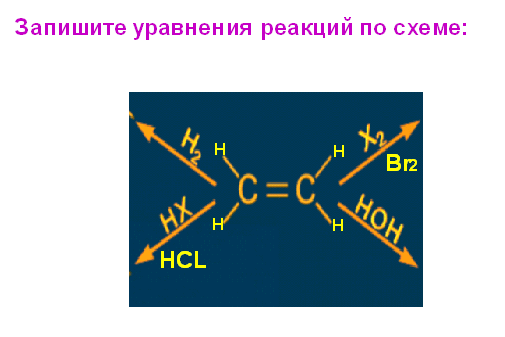 Запишите уравнения реакций по схеме:
H2
X2
Br2
H
H
C = C
H
H
HX
HOH
HCL